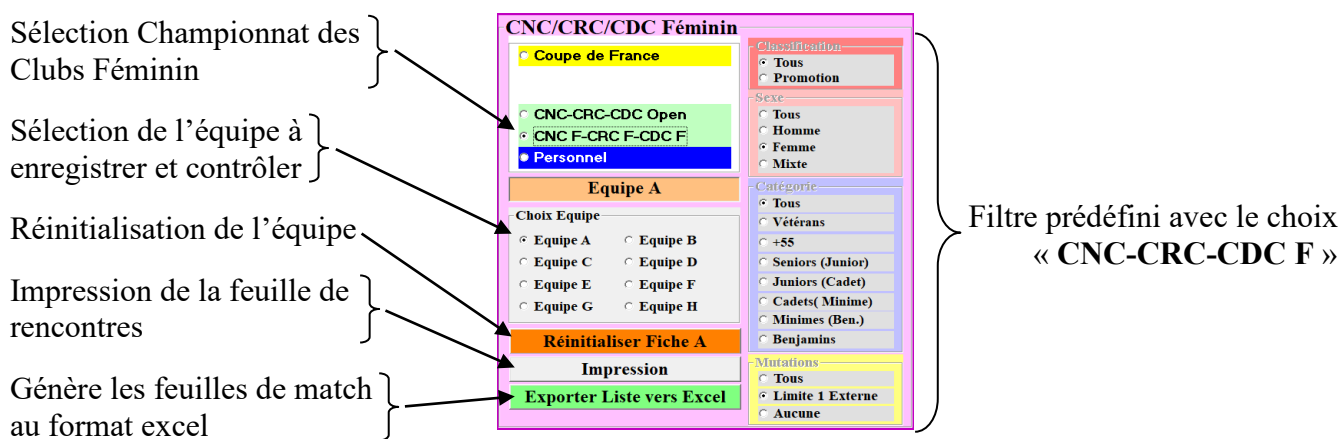 Sélection Championnat des
Clubs Féminin
Sélection de l’équipe à
enregistrer et contrôler
Réinitialisation de l’équipe
Impression de la feuille de
rencontres
Génère les feuilles de match
au format excel
CNC/CRC/CDC Féminin
Coupe de France
CNC-CRC-CDC Open
CNC F-CRC F-CDC F
Personnel
Equipe A
Choix Equipe
Equipe A Equipe B
Equipe C Equipe D
Equipe E Equipe F
Equipe G Equipe H
Réinitialiser Fiche A
Impression
Exporter Liste vers Excel
Classification
Tous
Promotion
Sexe
Tous
Homme
Femme
Mixte
Catégorie
Tous
Vétérans
+55
Seniors (Junior)
Juniors (Cadet)
Cadets( Minime)
Minimes (Ben.)
Benjamins
Mutations
Tous
Limite 1 Externe
Aucune
Filtre prédéfini avec le choix
« CNC-CRC-CDC F »